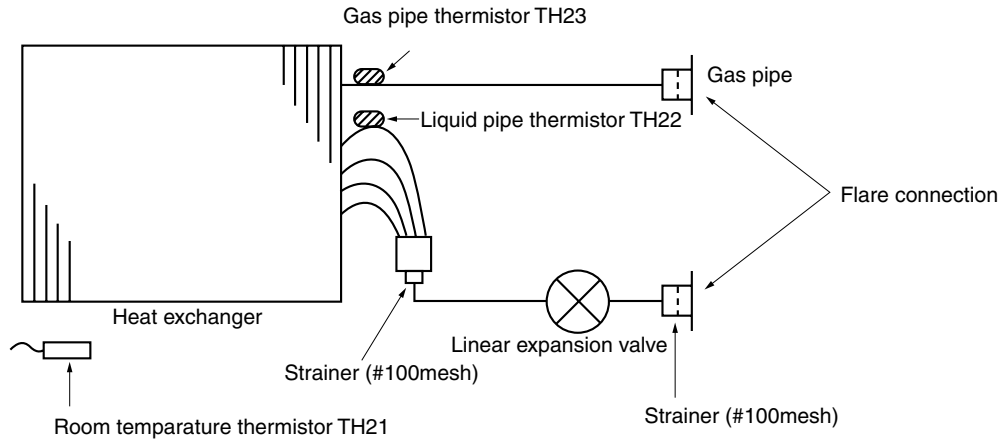 Gas pipe thermistor TH23
Gas pipe
Liquid pipe thermistor TH22
Flare connection
Heat exchanger
Linear expansion valve
Strainer (#100mesh)
Strainer (#100mesh)
Room temparature thermistor TH21